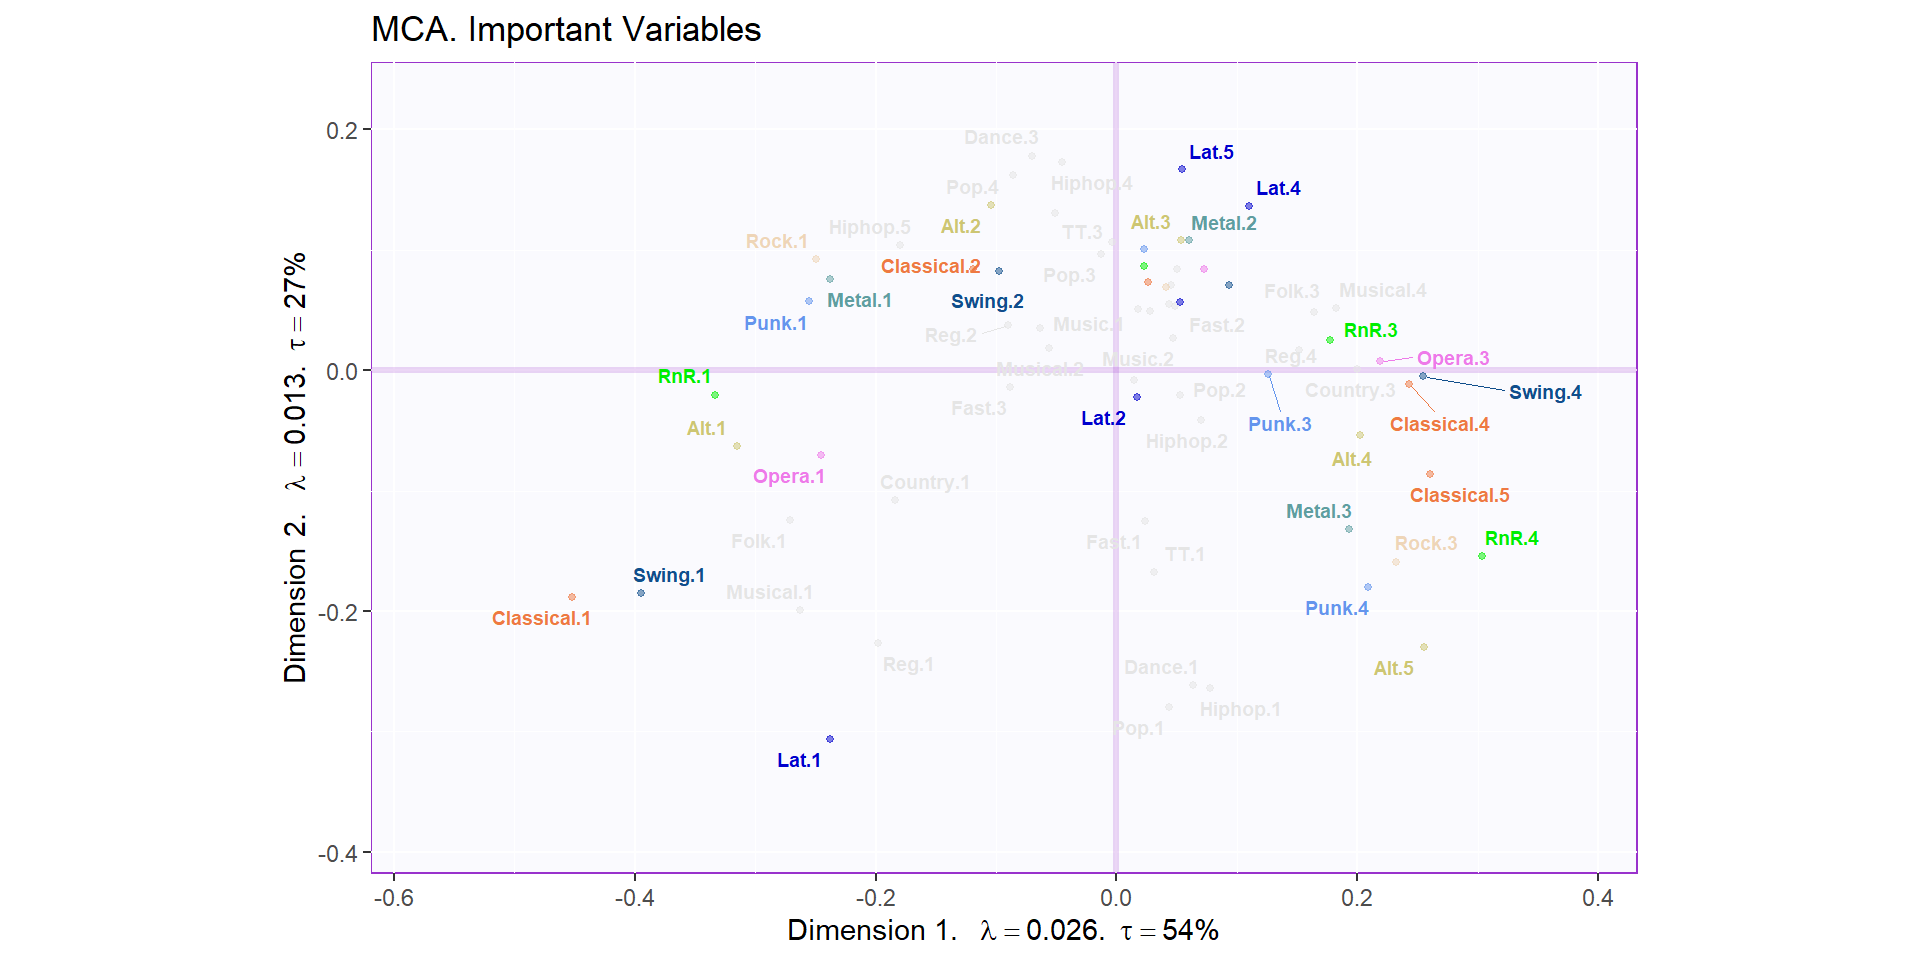 MCA. Important Variables
0.2
0.0
-0.2
-0.4
Dimension 2. λ = 0.013. τ = 27%
Dance.3
Lat.5
Pop.4
Hiphop.4
Lat.4
Alt.2
Hiphop.5
TT.3
Alt.3
Metal.2
Rock.1
Classical.2
Pop.3
Metal.1
Swing.2
Folk.3
Musical.4
Punk.1
Reg.2
Music.1
Fast.2
RnR.3
Musical.2
Music.2
Reg.4
Opera.3
RnR.1
Fast.3
Pop.2
Country.3
Swing.4
Lat.2
Alt.1
Hiphop.2
Punk.3
Classical.4
Opera.1
Alt.4
Country.1
Classical.5
Metal.3
Folk.1
Fast.1
TT.1
Rock.3
RnR.4
Swing.1
Musical.1
Classical.1
Punk.4
Reg.1
Dance.1
Alt.5
Hiphop.1
Pop.1
Lat.1
-0.6
-0.4
-0.2
0.0
0.2
0.4
Dimension 1. λ = 0.026. τ = 54%